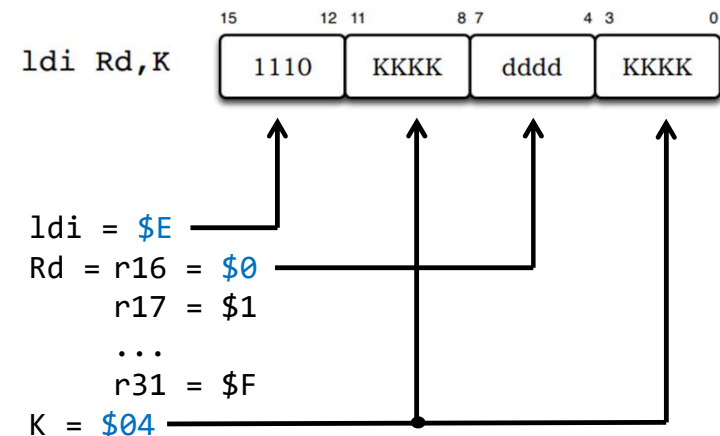 15 12 11 8 7 4 3 0
ldi Rd,K 1110 KKKK dddd KKKK
ldi = $E
Rd = r16 = $0
r17 = $1
...
r31 = $F
K = $04